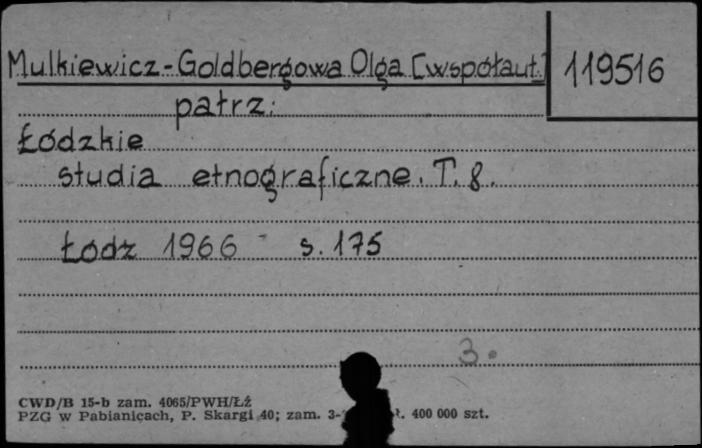 Mulkiewicz-Goldbergowa Olga [współaut.] 119516
patrz:
Łódzkie
studia etnograficzne. T. 8.
Łódz 1966 s. 175
3.
CWD/B 15-b zam. 4065/PWH/ŁŹ
PZG w Pabianicach, P. Skargi 40; zam. 3- ł. 400 000 szt.